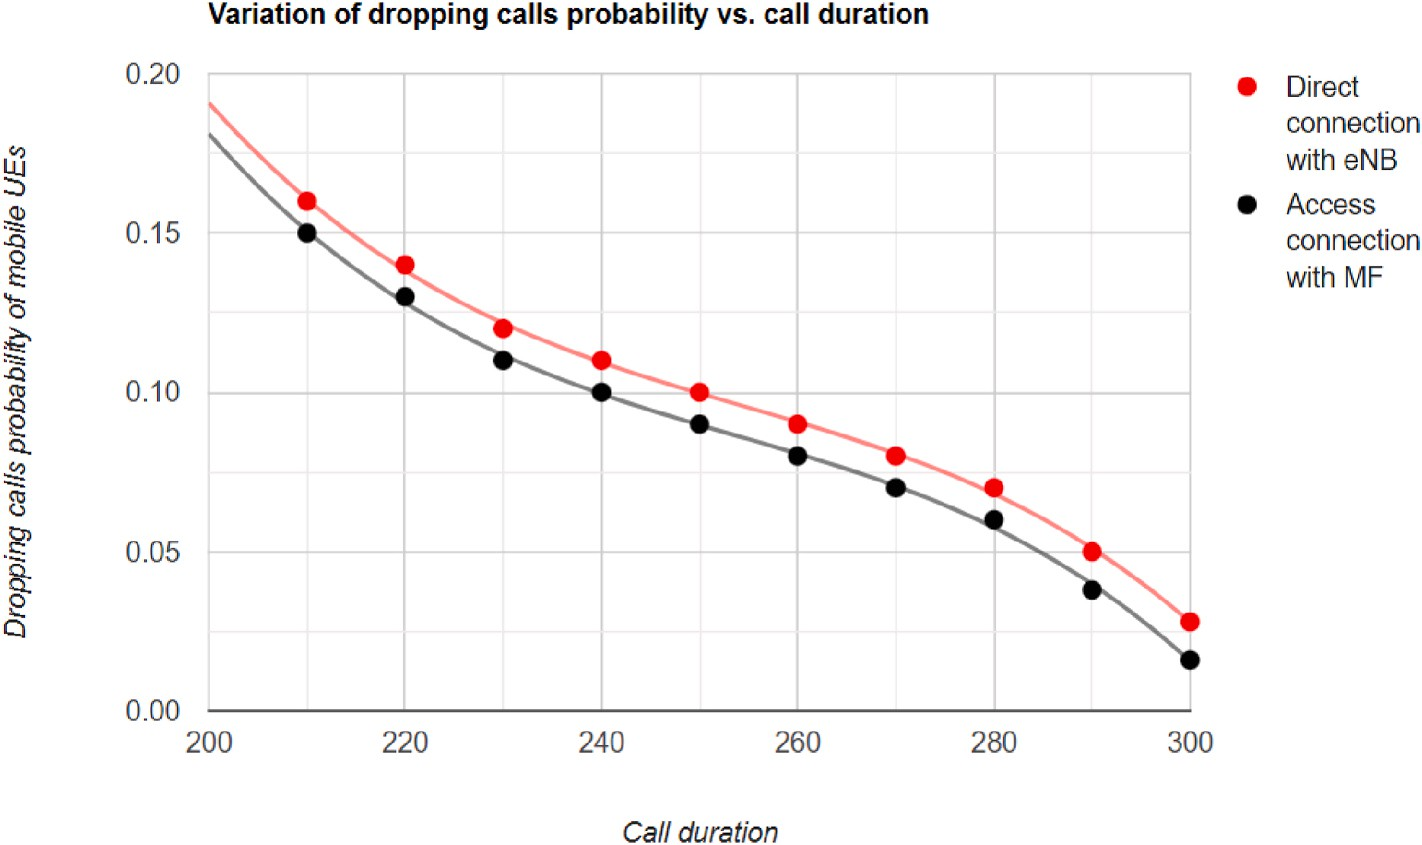 Variation of dropping calls probability vs. call duration
Dropping calls probability of mobile UEs
0.20
0.15
0.10
0.05
0.00
200 220 240 260 280 300
Call duration
Direct
connection
with eNB
Access
connection
with MF